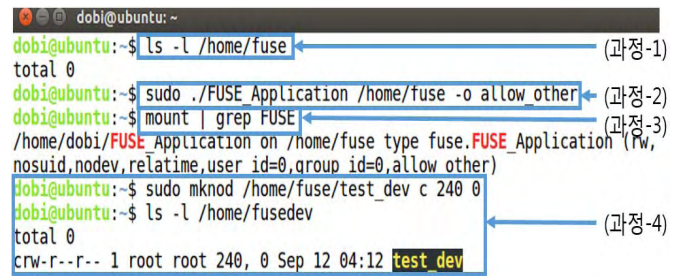 dobi@ubuntu: ~
dobi@ubuntu:~$ ls -l /home/fuse (과정-1)
total 0
dobi@ubuntu:~$ sudo ./FUSE_Application /home/fuse -o allow_other (과정-2)
dobi@ubuntu:~$ mount | grep FUSE (과정-3)
/home/dobi/FUSE_Application on /home/fuse type fuse.FUSE_Application (rw,
nosuid,nodev,relatime,user_id=0,group_id=0,allow_other)
dobi@ubuntu:~$ sudo mknod /home/fuse/test_dev c 240 0
dobi@ubuntu:~$ ls -l /home/fusedev (과정-4)
total 0
crw-r--r-- 1 root root 240, 0 Sep 12 04:12 test_dev